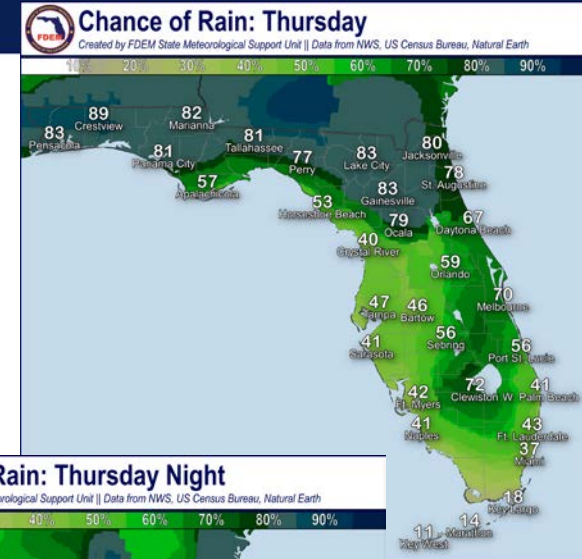 FDEM
Chance of Rain: Thursday
Created by FDEM State Meteorological Support Unit || Data from NWS, US Census Bureau, Natural Earth
10% 20% 30% 40% 50% 60% 70% 80% 90%
89
Crestview
82
Marianna
83
Pensacola
81
Tallahassee
80
Jacksonville
81
Panama City
77
Perry
83
Lake City
78
St. Augustine
57
Apalachicola
83
Gainesville
53
Horseshoe Beach
79
Ocala
67
Daytona Beach
40
Crystal River
59
Orlando
70
Melbourne
47
Tampa
46
Bartow
56
Sebring
41
Sarasota
56
Port St. Lucie
72
Clewiston
41
W. Palm Beach
42
Ft. Myers
41
Naples
43
Ft. Lauderdale
37
Miami
18
Key Largo
14
Marathon
11
Key West
Rain: Thursday Night
orological Support Unit || Data from NWS, US Census Bureau, Natural Earth
40% 50% 60% 70% 80% 90%